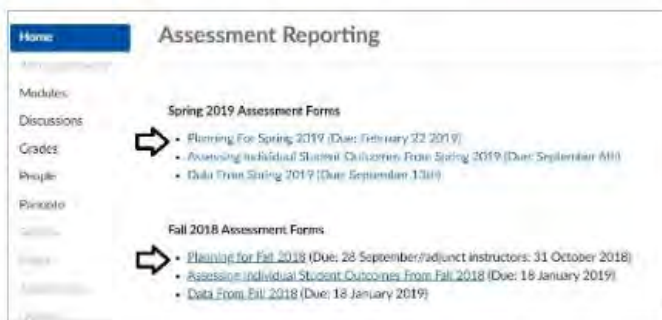 Home
Assessment Reporting
Modules
Discussions
Grades
People
Panopto
Spring 2019 Assessment Forms
Planning For Spring 2019 (Due: February 22 2019)
Assessing Individual Student Outcomes From Spring 2019 (Due: September 6th)
Data From Spring 2019 (Due: September 13th)
Fall 2018 Assessment Forms
Planning for Fall 2018 (Due: 28 September//adjunct instructors: 31 October 2018)
Assessing Individual Student Outcomes From Fall 2018 (Due: 18 January 2019)
Data From Fall 2018 (Due: 18 January 2019)